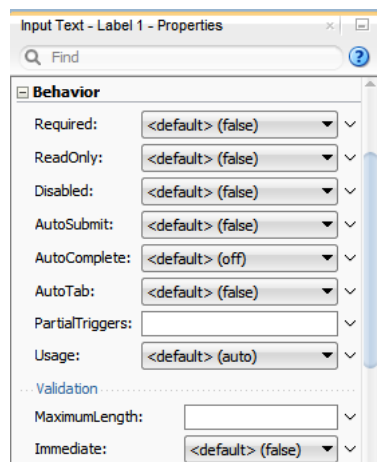 Input Text - Label 1 - Properties
Find
Behavior
Required: <default> (false)
ReadOnly: <default> (false)
Disabled: <default> (false)
AutoSubmit: <default> (false)
AutoComplete: <default> (off)
AutoTab: <default> (false)
PartialTriggers:
Usage: <default> (auto)
Validation
MaximumLength:
Immediate: <default> (false)